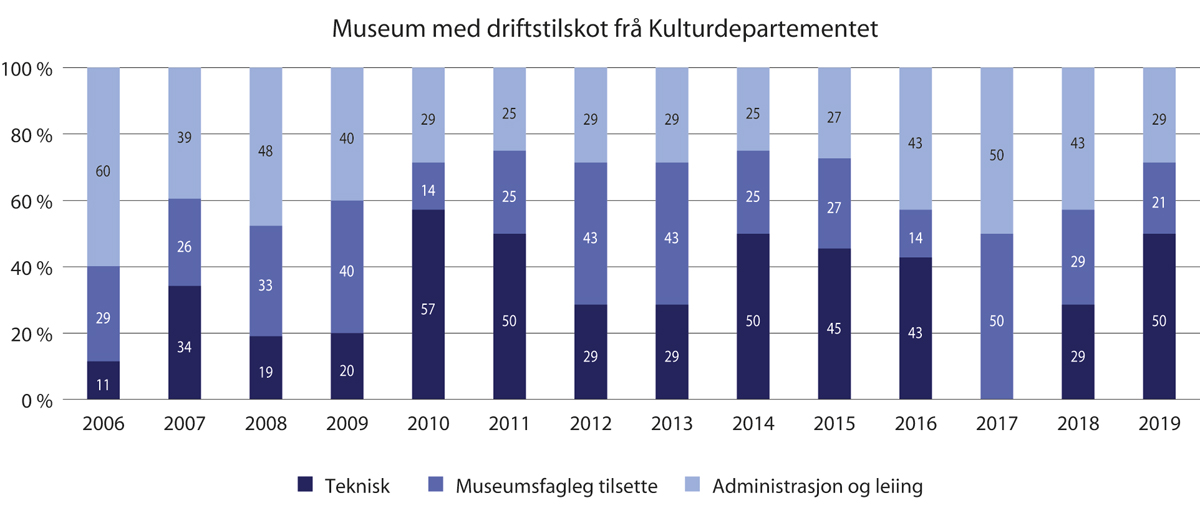 Museum med driftstilskot frå Kulturdepartementet
100 %
80 %
60 %
40 %
20 %
0 %
60 39 48 40 29 25 29 29 25 27 43 50 43 29
29 26 33 40 14 25 43 43 25 27 14 50 29 21
11 34 19 20 57 50 29 29 50 45 43 29 50
2006 2007 2008 2009 2010 2011 2012 2013 2014 2015 2016 2017 2018 2019
Teknisk Museumsfagleg tilsette Administrasjon og leiing